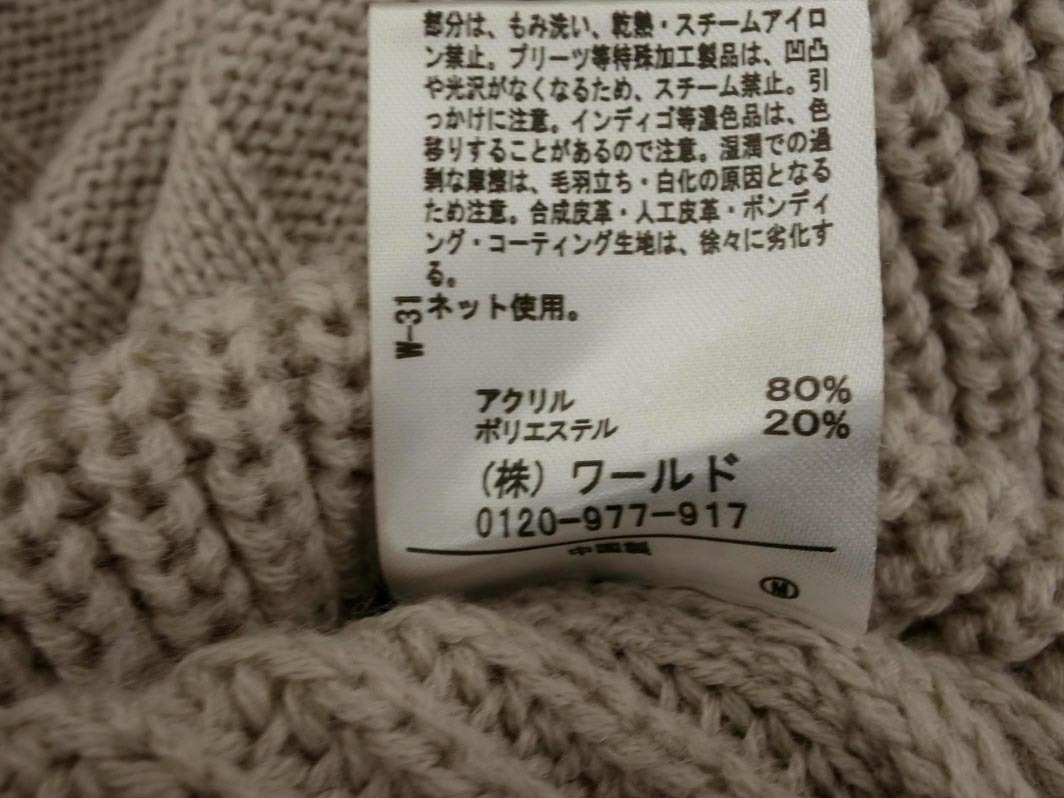 部分は、もみ洗い、乾熱・スチームアイロ
ン禁止。プリーツ等特殊加工製品は、凹凸
や光沢がなくなるため、スチーム禁止。引
っかけに注意。インディゴ等濃色品は、色
移りすることがあるので注意。湿潤での過
剰な摩擦は、毛羽立ち・白化の原因となる
ため注意。合成皮革・人工皮革・ボンディ
ング・コーティング生地は、徐々に劣化す
る。
ネット使用。
W-31
アクリル 80%
ポリエステル 20%
(株) ワールド
0120-977-917
中国製
M